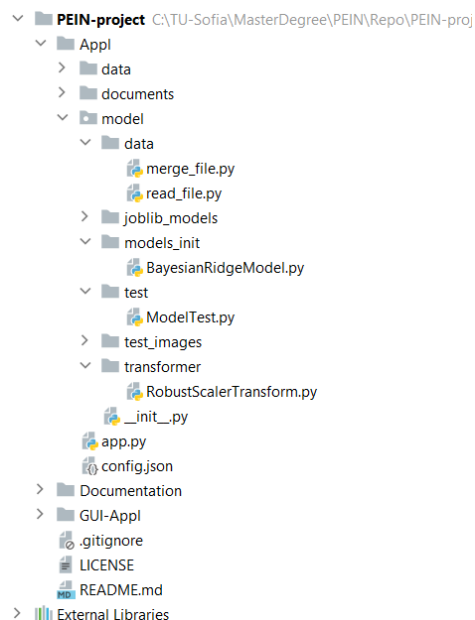 PEIN-project C:\TU-Sofia\MasterDegree\PEIN\Repo\PEIN-proj
Appl
data
documents
model
data
merge_file.py
read_file.py
joblib_models
models_init
BayesianRidgeModel.py
test
ModelTest.py
test_images
transformer
RobustScalerTransform.py
__init__.py
app.py
config.json
Documentation
GUI-Appl
.gitignore
LICENSE
MD README.md
External Libraries